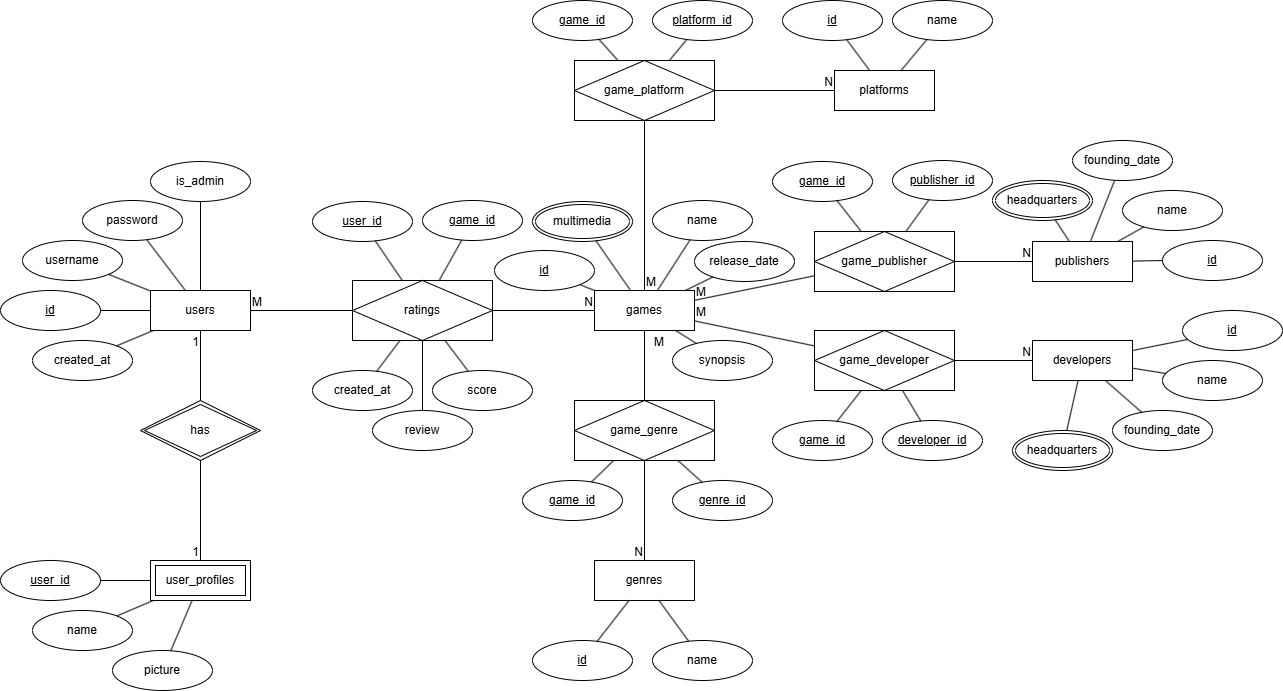 game_id
platform_id
id
name
game_platform
N
platforms
founding_date
is_admin
game_id
publisher_id
headquarters
name
password
user_id
game_id
multimedia
name
username
id
release_date
game_publisher
N
publishers
id
M
M
id
users
M
ratings
N
games
M
id
1
M
created_at
synopsis
game_developer
N
developers
name
created_at
score
has
review
game_genre
game_id
developer_id
founding_date
headquarters
game_id
genre_id
1
N
user_id
user_profiles
genres
name
picture
id
name